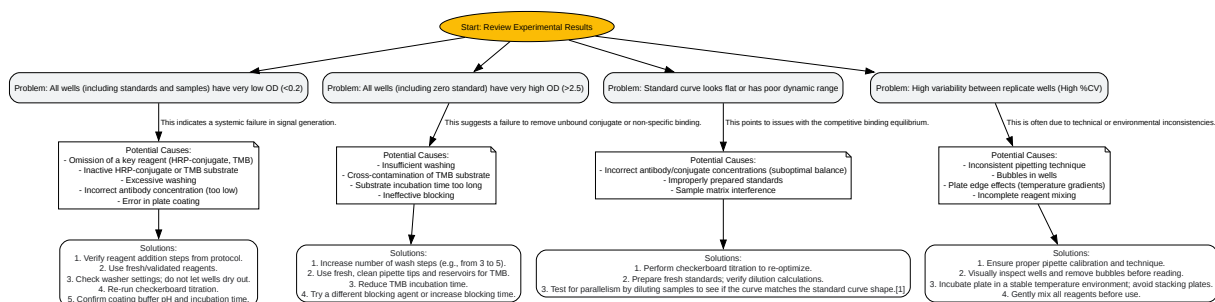 Start: Review Experimental Results
Problem: All wells (including standards and samples) have very low OD (<0.2)
Problem: All wells (including zero standard) have very high OD (>2.5)
Problem: Standard curve looks flat or has poor dynamic range
Problem: High variability between replicate wells (High %CV)
This indicates a systemic failure in signal generation.
This suggests a failure to remove unbound conjugate or non-specific binding.
This points to issues with the competitive binding equilibrium.
This is often due to technical or environmental inconsistencies.
Potential Causes:
- Omission of a key reagent (HRP-conjugate, TMB)
- Inactive HRP-conjugate or TMB substrate
- Excessive washing
- Incorrect antibody concentration (too low)
- Error in plate coating
Potential Causes:
- Insufficient washing
- Cross-contamination of TMB substrate
- Substrate incubation time too long
- Ineffective blocking
Potential Causes:
- Incorrect antibody/conjugate concentrations (suboptimal balance)
- Improperly prepared standards
- Sample matrix interference
Potential Causes:
- Inconsistent pipetting technique
- Bubbles in wells
- Plate edge effects (temperature gradients)
- Incomplete reagent mixing
Solutions:
1. Verify reagent addition steps from protocol.
2. Use fresh/validated reagents.
3. Check washer settings; do not let wells dry out.
4. Re-run checkerboard titration.
5. Confirm coating buffer pH and incubation time.
Solutions:
1. Increase number of wash steps (e.g., from 3 to 5).
2. Use fresh, clean pipette tips and reservoirs for TMB.
3. Reduce TMB incubation time.
4. Try a different blocking agent or increase blocking time.
Solutions:
1. Perform checkerboard titration to re-optimize.
2. Prepare fresh standards; verify dilution calculations.
3. Test for parallelism by diluting samples to see if the curve matches the standard curve shape.[1]
Solutions:
1. Ensure proper pipette calibration and technique.
2. Visually inspect wells and remove bubbles before reading.
3. Incubate plate in a stable temperature environment; avoid stacking plates.
4. Gently mix all reagents before use.